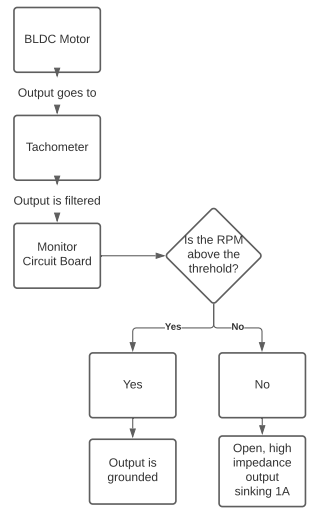 BLDC Motor
Output goes to
Tachometer
Output is filtered
Monitor
Circuit Board
Is the RPM
above the
threhold?
Yes
No
Yes
No
Output is
grounded
Open, high
impedance
output
sinking 1A